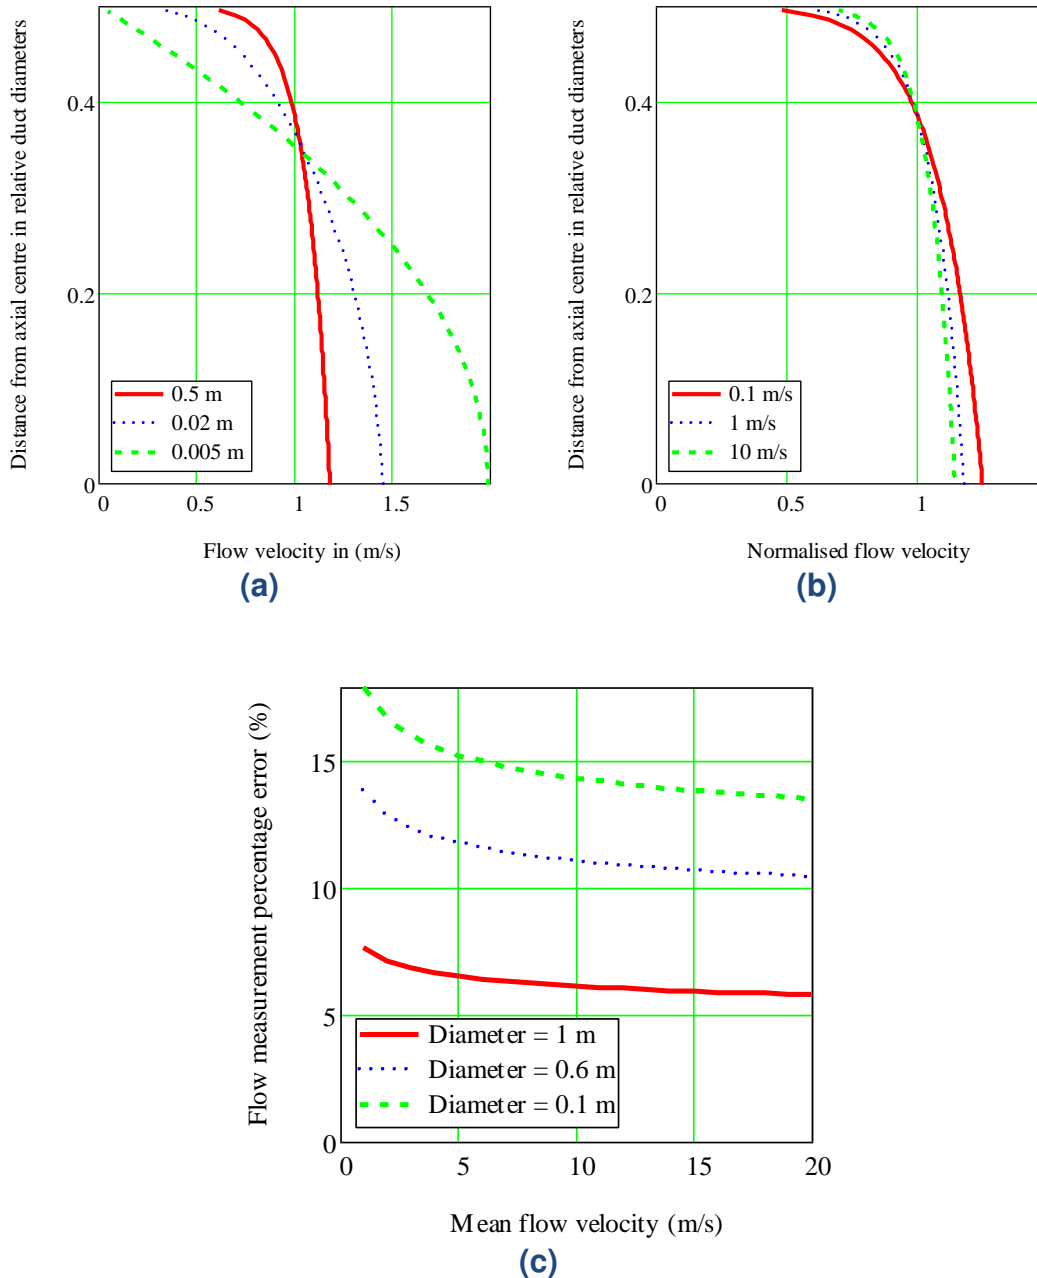 Distance from axial centre in relative duct diameters
0.4
0.2
0
0.5 m
0.02 m
0.005 m
0
0.5
1
1.5
Flow velocity in (m/s)
(a)
Distance from axial centre in relative duct diameters
0.4
0.2
0
0.1 m/s
1 m/s
10 m/s
0
0.5
1
Normalised flow velocity
(b)
Flow measurement percentage error (%)
15
10
5
0
Diameter = 1 m
Diameter = 0.6 m
Diameter = 0.1 m
0
5
10
15
20
Mean flow velocity (m/s)
(c)